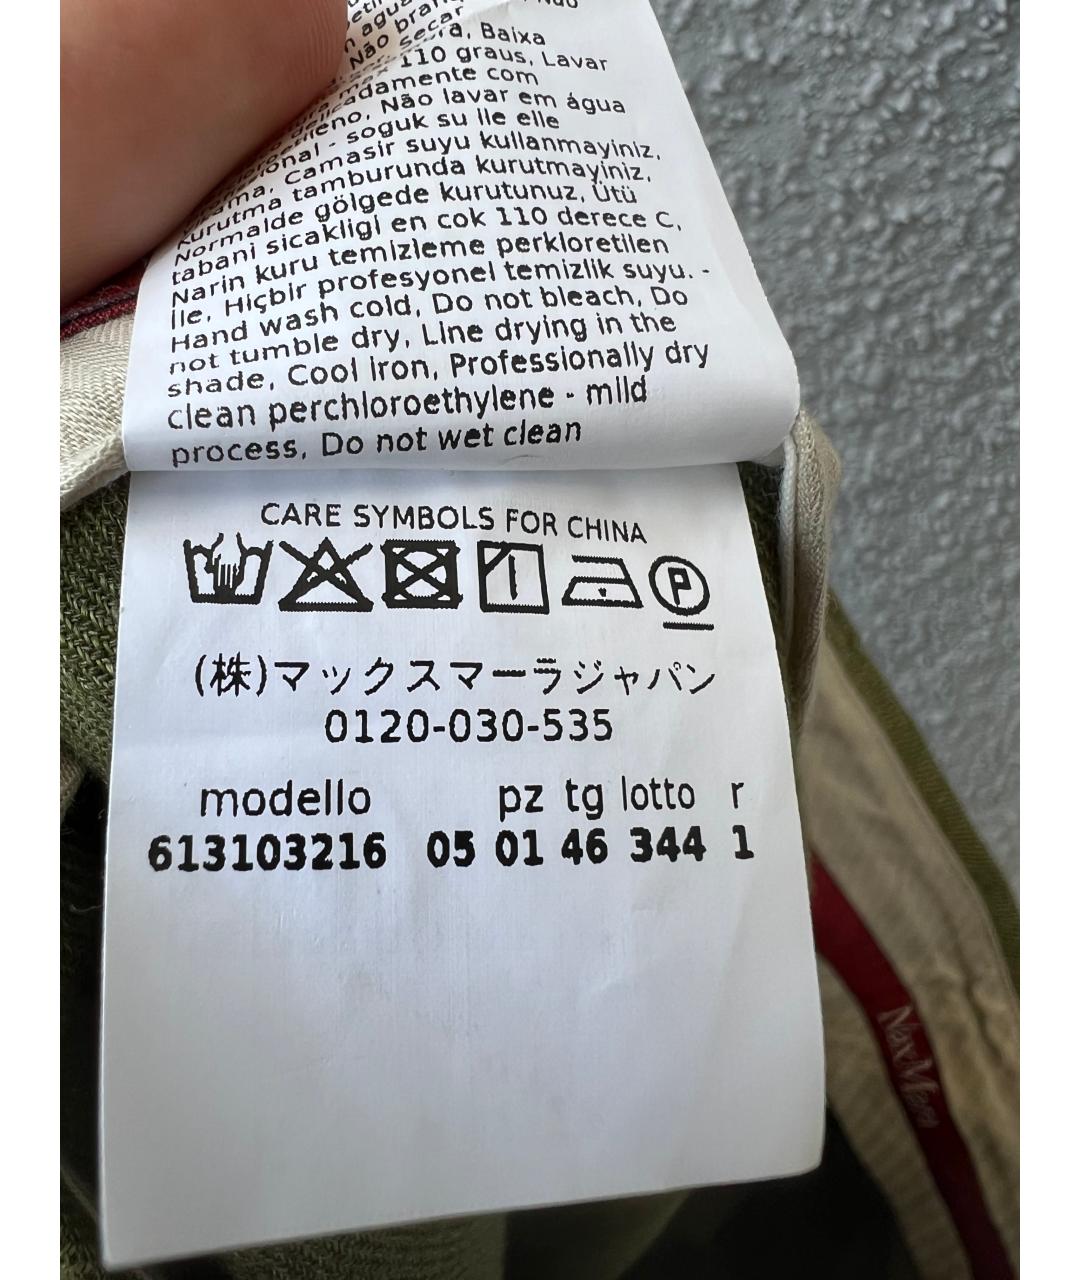 água
Não
Secar
Baixa
110 graus, Lavar
com
Não lavar em água
- soguk su ile elle
Camasir suyu kullanmayiniz,
kurutma tamburunda kurutmayiniz,
Normalde gölgede kurutunuz, Ütü
tabani sicakligi en cok 110 derece C,
Narin kuru temizleme perkloretilen
İle, Hiçbir profesyonel temizlik suyu. -
Hand wash cold, Do not bleach, Do
not tumble dry, Line drying in the
shade, Cool iron, Professionally dry
clean perchloroethylene - mild
process, Do not wet clean
CARE SYMBOLS FOR CHINA
P
(株)マックスマーラジャパン
0120-030-535
modello pz tg lotto r
613103216 05 01 46 344 1
MaxMara